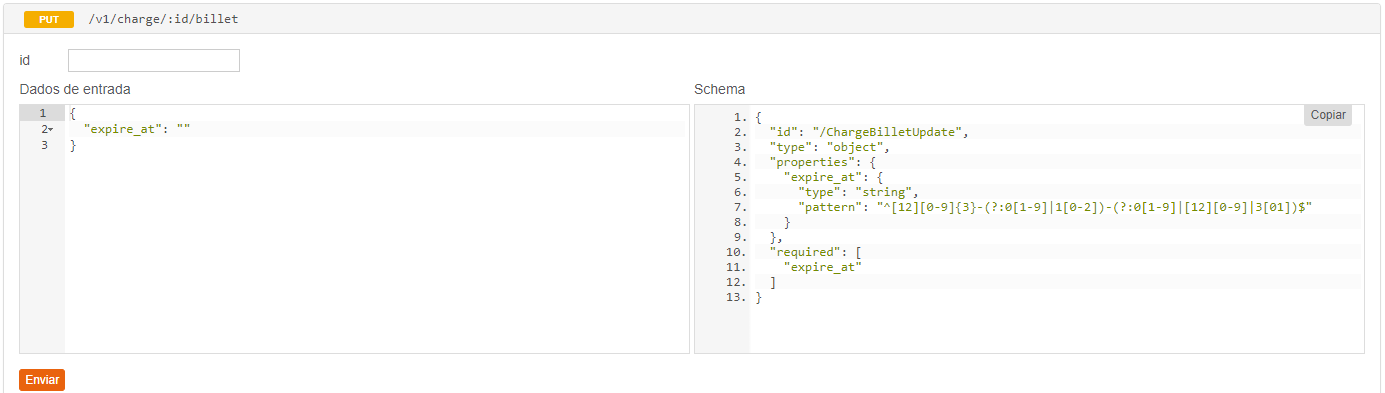 PUT /v1/charge/:id/billet
id
Dados de entrada
1 {
2 "expire_at": ""
3 }
Schema
Copiar
1. {
2. "id": "/ChargeBilletUpdate",
3. "type": "object",
4. "properties": {
5. "expire_at": {
6. "type": "string",
7. "pattern": "^[12][0-9]{3}-(?:0[1-9]|1[0-2])-(?:0[1-9]|[12][0-9]|3[01])$"
8. }
9. },
10. "required": [
11. "expire_at"
12. ]
13. }
Enviar